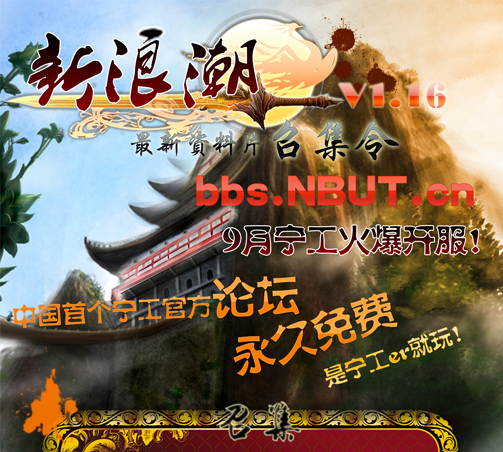 新浪潮
V1.16
最新資料片 召集令
bbs.NBUT.cn
9月宁工火爆开服!
中国首个宁工官方论坛
永久免费
是宁工er就玩!
召集